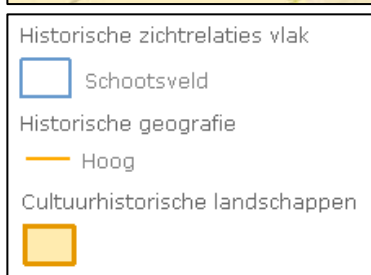 Historische zichtrelaties vlak
Schootsveld
Historische geografie
Hoog
Cultuurhistorische landschappen